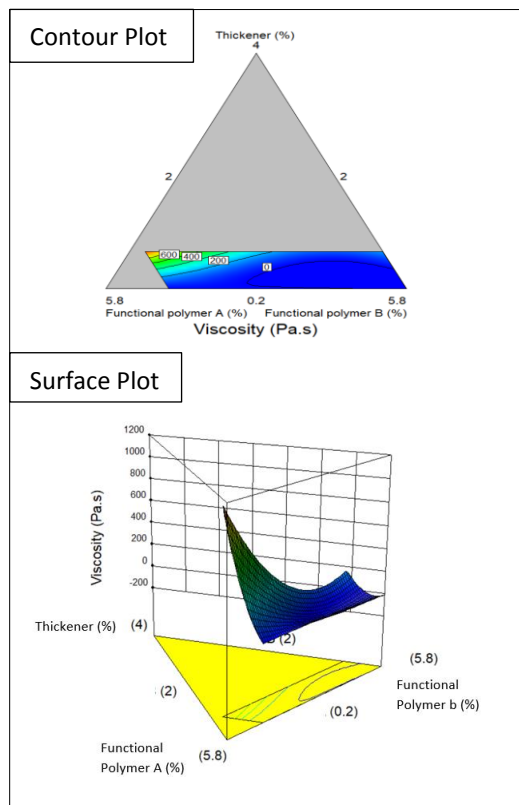 Contour Plot
Thickener (%)
4
2 2
600 400 200 0
5.8 0.2 5.8
Functional polymer A (%) Functional polymer B (%)
Viscosity (Pa.s)
Surface Plot
1200
1000
800
600
400
200
0
-200
Viscosity (Pa.s)
Thickener (%) (4)
(2)
(2)
(5.8)
(0.2)
Functional
Polymer b (%)
Functional
Polymer A (%)
(5.8)